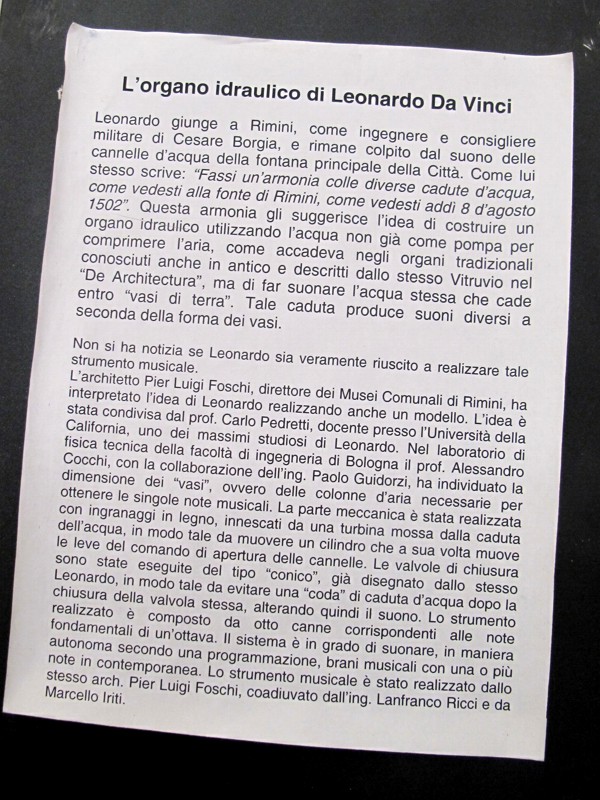 L'organo idraulico di Leonardo Da Vinci
Leonardo giunge a Rimini, come ingegnere e consigliere
militare di Cesare Borgia, e rimane colpito dal suono delle
cannelle d'acqua della fontana principale della Città. Come lui
stesso scrive: "Fassi un'armonia colle diverse cadute d'acqua,
come vedesti alla fonte di Rimini, come vedesti addì 8 d'agosto
1502". Questa armonia gli suggerisce l'idea di costruire un
organo idraulico utilizzando l'acqua non già come pompa per
comprimere l'aria, come accadeva negli organi tradizionali
conosciuti anche in antico e descritti dallo stesso Vitruvio nel
"De Architectura", ma di far suonare l'acqua stessa che cade
entro "vasi di terra". Tale caduta produce suoni diversi a
seconda della forma dei vasi.
Non si ha notizia se Leonardo sia veramente riuscito a realizzare tale
strumento musicale.
L'architetto Pier Luigi Foschi, direttore dei Musei Comunali di Rimini, ha
interpretato l'idea di Leonardo realizzando anche un modello. L'idea è
stata condivisa dal prof. Carlo Pedretti, docente presso l'Università della
California, uno dei massimi studiosi di Leonardo. Nel laboratorio di
fisica tecnica della facoltà di ingegneria di Bologna il prof. Alessandro
Cocchi, con la collaborazione dell'ing. Paolo Guidorzi, ha individuato la
dimensione dei "vasi", ovvero delle colonne d'aria necessarie per
ottenere le singole note musicali. La parte meccanica è stata realizzata
con ingranaggi in legno, innescati da una turbina mossa dalla caduta
dell'acqua, in modo tale da muovere un cilindro che a sua volta muove
le leve del comando di apertura delle cannelle. Le valvole di chiusura
sono state eseguite del tipo "conico", già disegnato dallo stesso
Leonardo, in modo tale da evitare una "coda" di caduta d'acqua dopo la
chiusura della valvola stessa, alterando quindi il suono. Lo strumento
realizzato è composto da otto canne corrispondenti alle note
fondamentali di un'ottava. Il sistema è in grado di suonare, in maniera
autonoma secondo una programmazione, brani musicali con una o più
note in contemporanea. Lo strumento musicale è stato realizzato dallo
stesso arch. Pier Luigi Foschi, coadiuvato dall'ing. Lanfranco Ricci e da
Marcello Iriti.